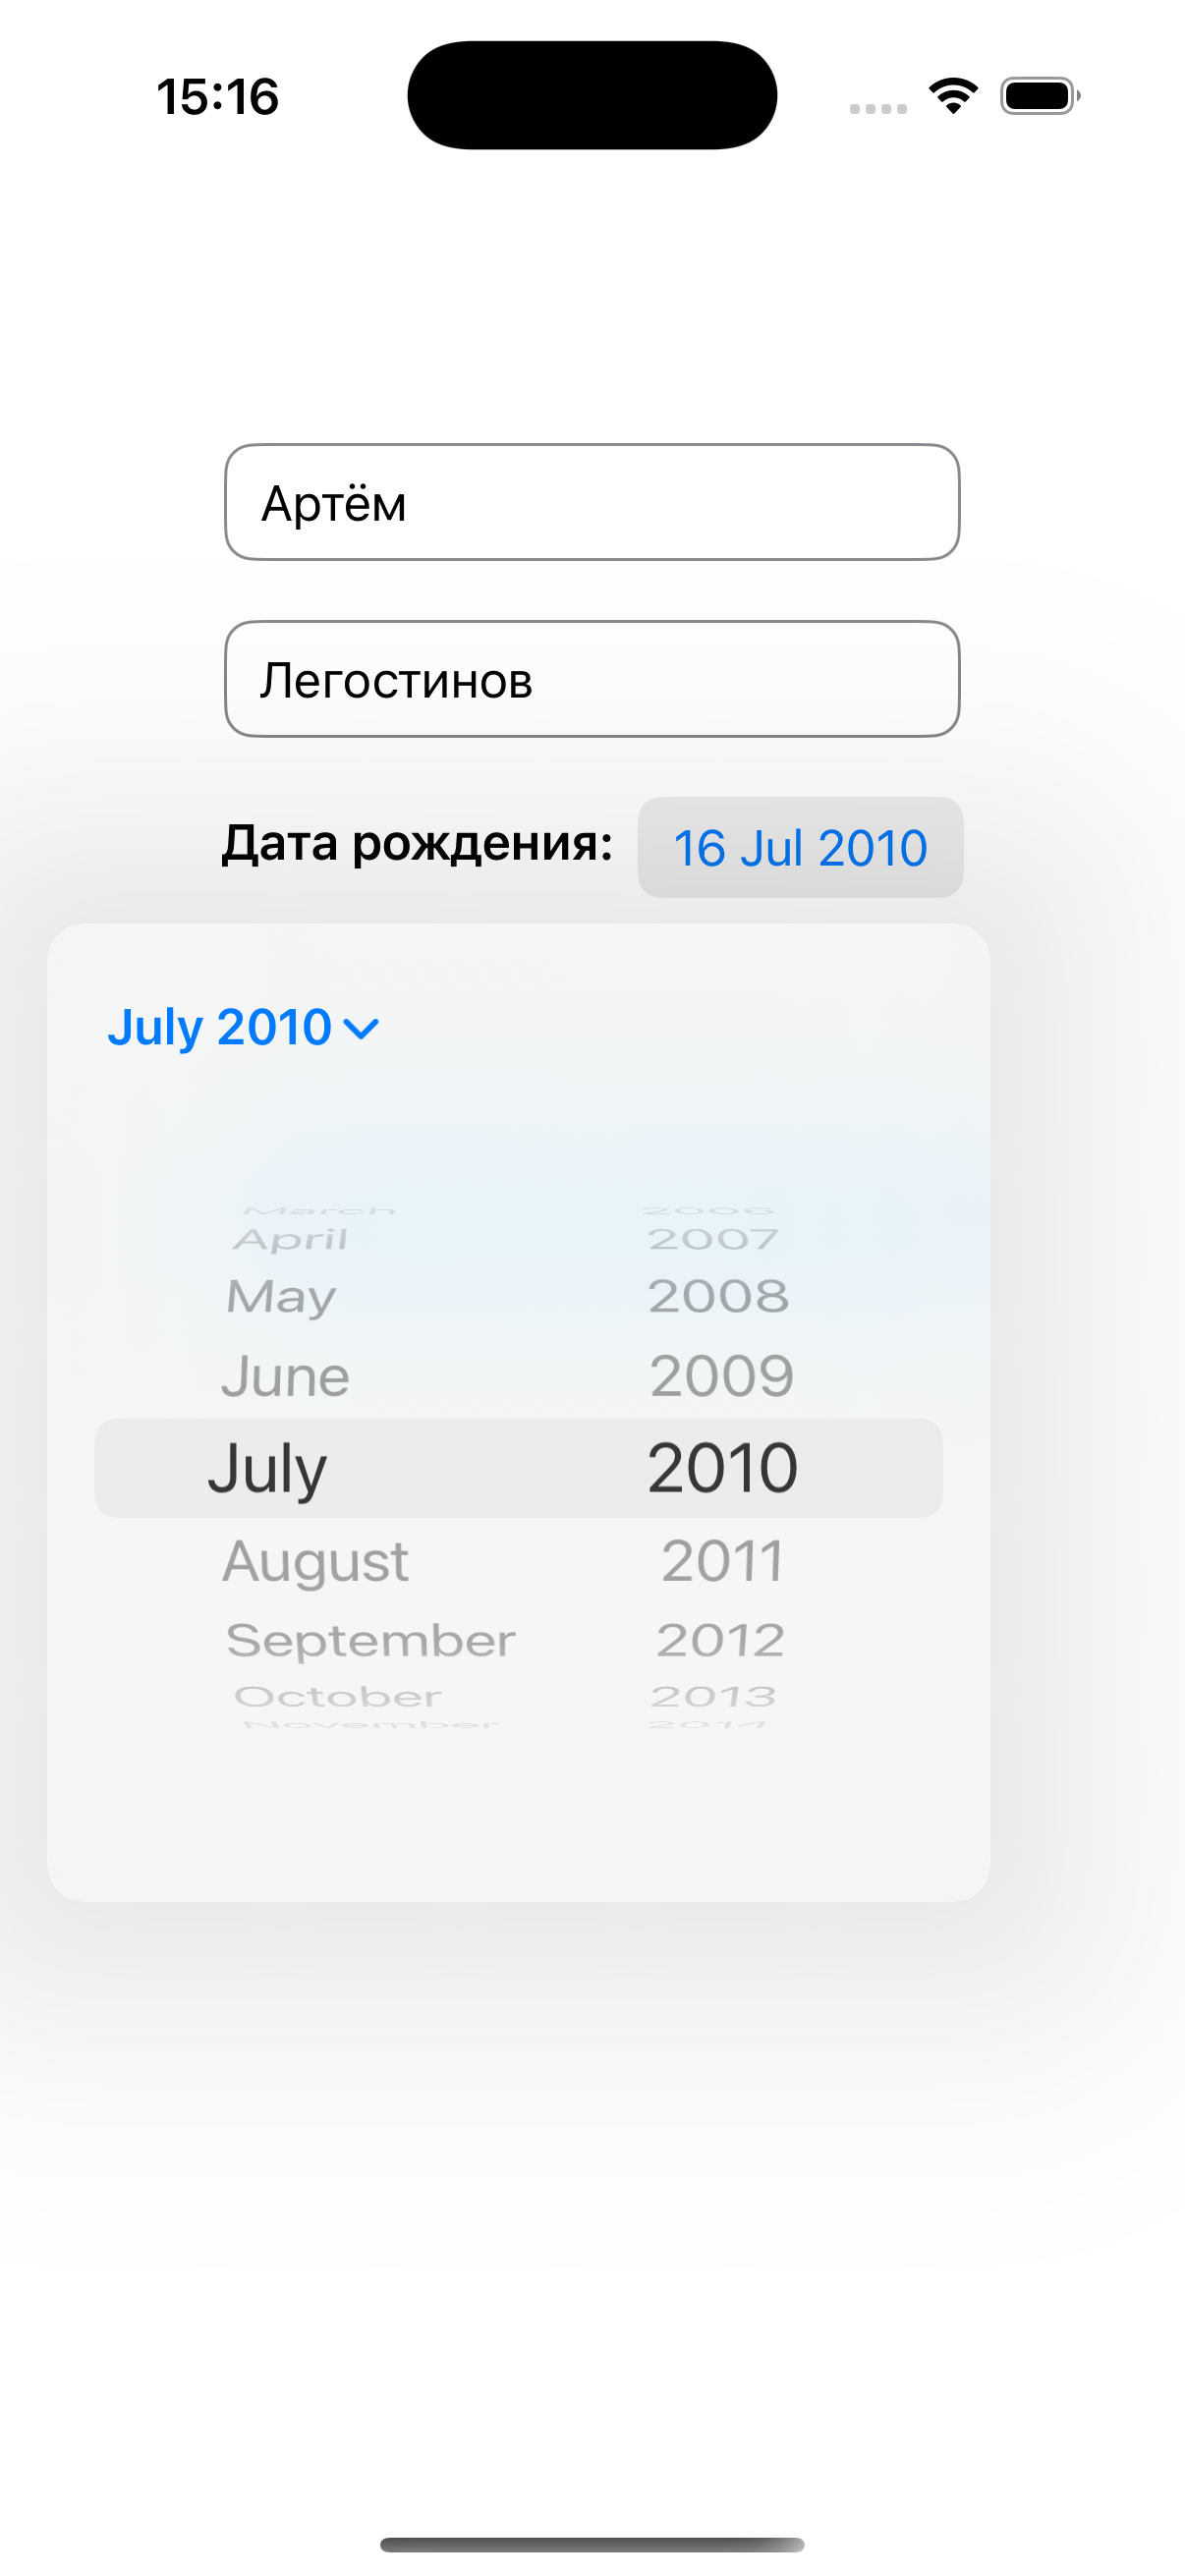 15:16
Артём
Легостинов
Дата рождения: 16 Jul 2010
July 2010
March 2006
April 2007
May 2008
June 2009
July 2010
August 2011
September 2012
October 2013
November 2014